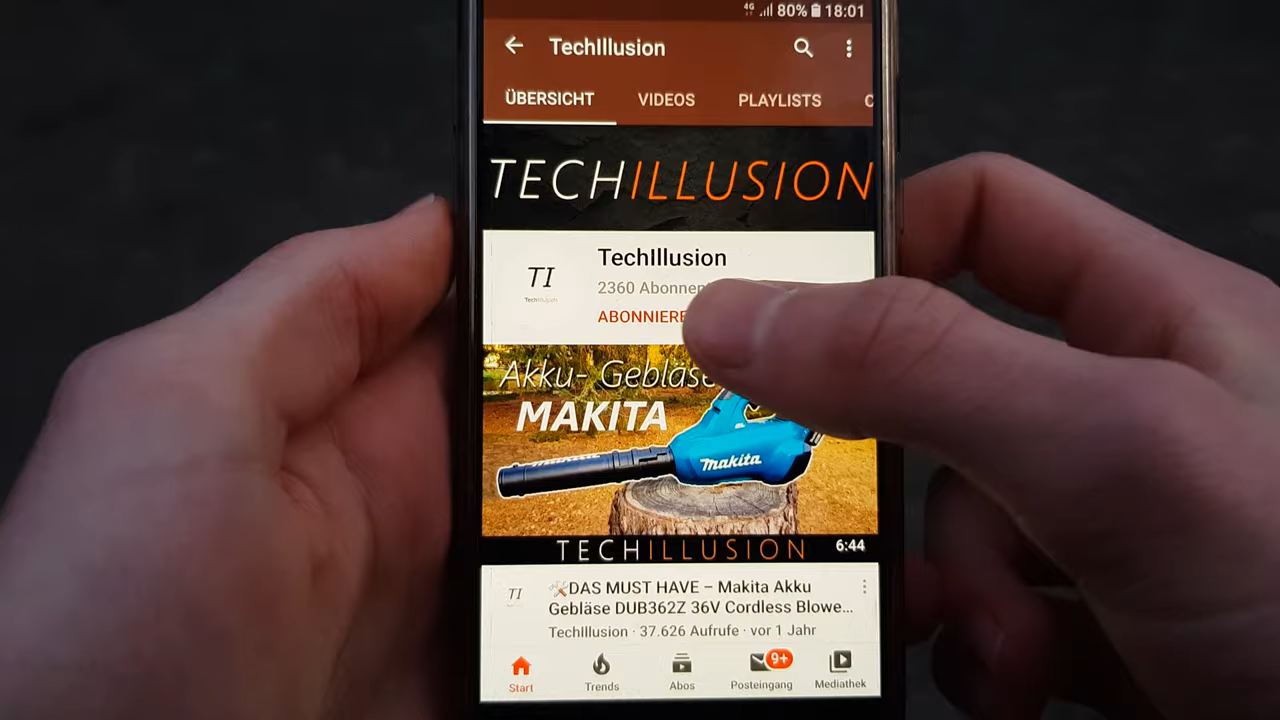 4G 80% 18:01
TechIllusion
ÜBERSICHT VIDEOS PLAYLISTS
TECHILLUSION
TI
TechIllusion
2360
Akku- Gebläse
MAKITA
makita
TECHILLUSION 6:44
TI
🛠DAS MUST HAVE – Makita Akku
Gebläse DUB362Z 36V Cordless Blowe...
TechIllusion · 37.626 Aufrufe · vor 1 Jahr
9+
Start Trends Abos Posteingang Mediathek